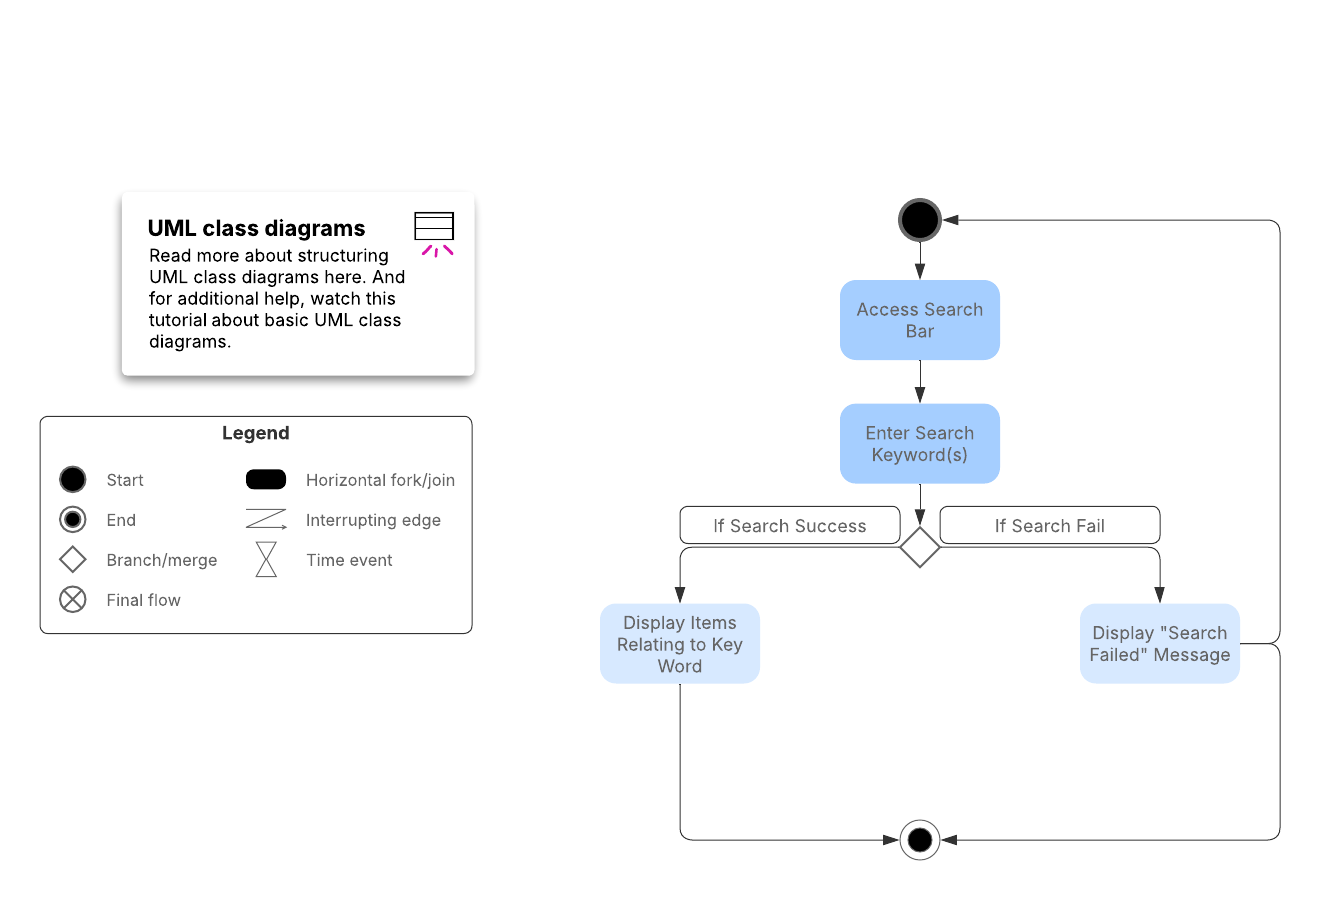 UML class diagrams
Read more about structuring
UML class diagrams here. And
for additional help, watch this
tutorial about basic UML class
diagrams.
Legend
Start
Horizontal fork/join
End
Interrupting edge
Branch/merge
Time event
Final flow
Access Search
Bar
Enter Search
Keyword(s)
If Search Success
If Search Fail
Display Items
Relating to Key
Word
Display "Search
Failed" Message